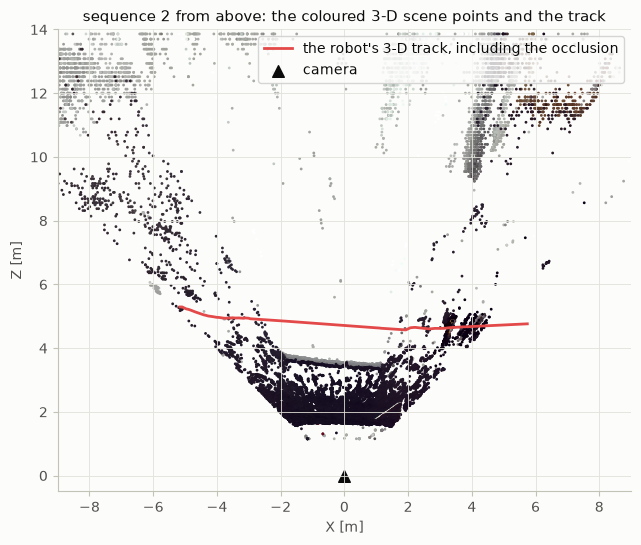 sequence 2 from above: the coloured 3-D scene points and the track
the robot's 3-D track, including the occlusion
camera
14
12
10
8
6
4
2
0
Z [m]
−8 −6 −4 −2 0 2 4 6 8
X [m]